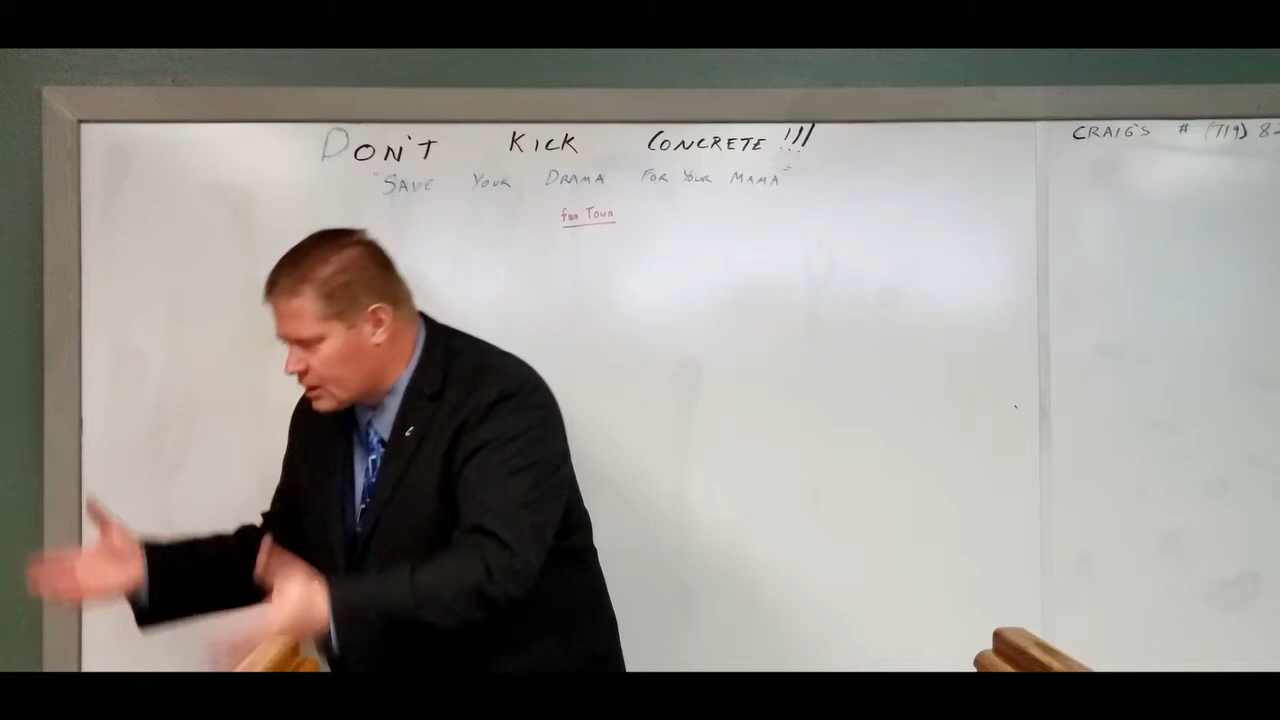 DON'T KICK CONCRETE!!!
"SAVE YOUR DRAMA FOR YOUR MAMA"
fun Town
CRAIG'S # (719) 8-